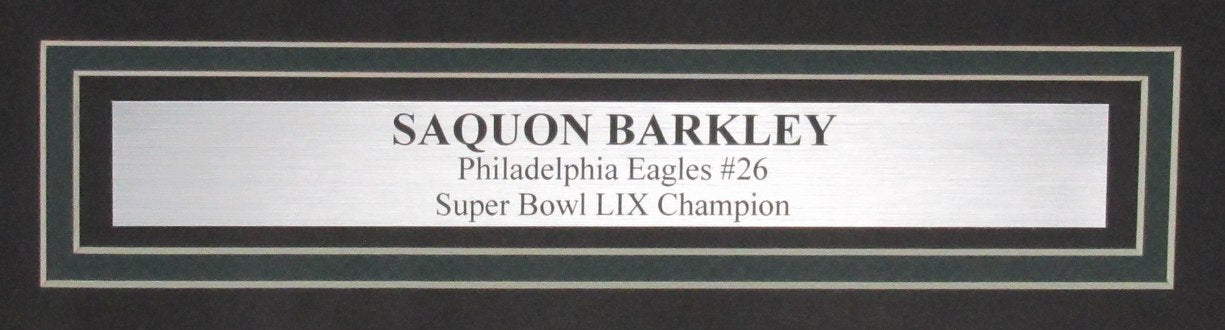 SAQUON BARKLEY
Philadelphia Eagles #26
Super Bowl LIX Champion